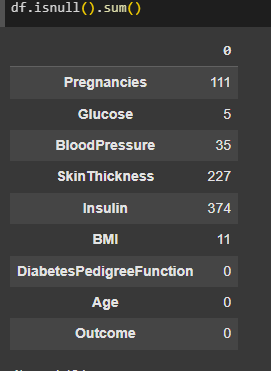 df.isnull().sum()
0
Pregnancies 111
Glucose 5
BloodPressure 35
SkinThickness 227
Insulin 374
BMI 11
DiabetesPedigreeFunction 0
Age 0
Outcome 0